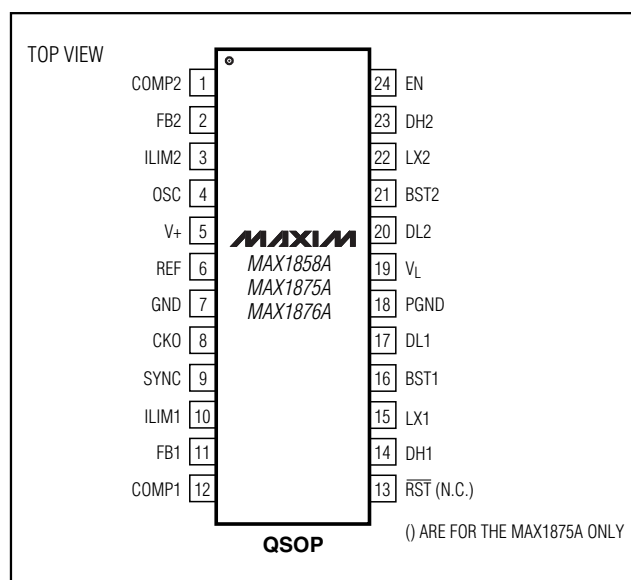 TOP VIEW
COMP2 1
FB2 2
ILIM2 3
OSC 4
V+ 5
REF 6
GND 7
CKO 8
SYNC 9
ILIM1 10
FB1 11
COMP1 12
MAXIM
MAX1858A
MAX1875A
MAX1876A
24 EN
23 DH2
22 LX2
21 BST2
20 DL2
19 VL
18 PGND
17 DL1
16 BST1
15 LX1
14 DH1
13 RST (N.C.)
QSOP
() ARE FOR THE MAX1875A ONLY